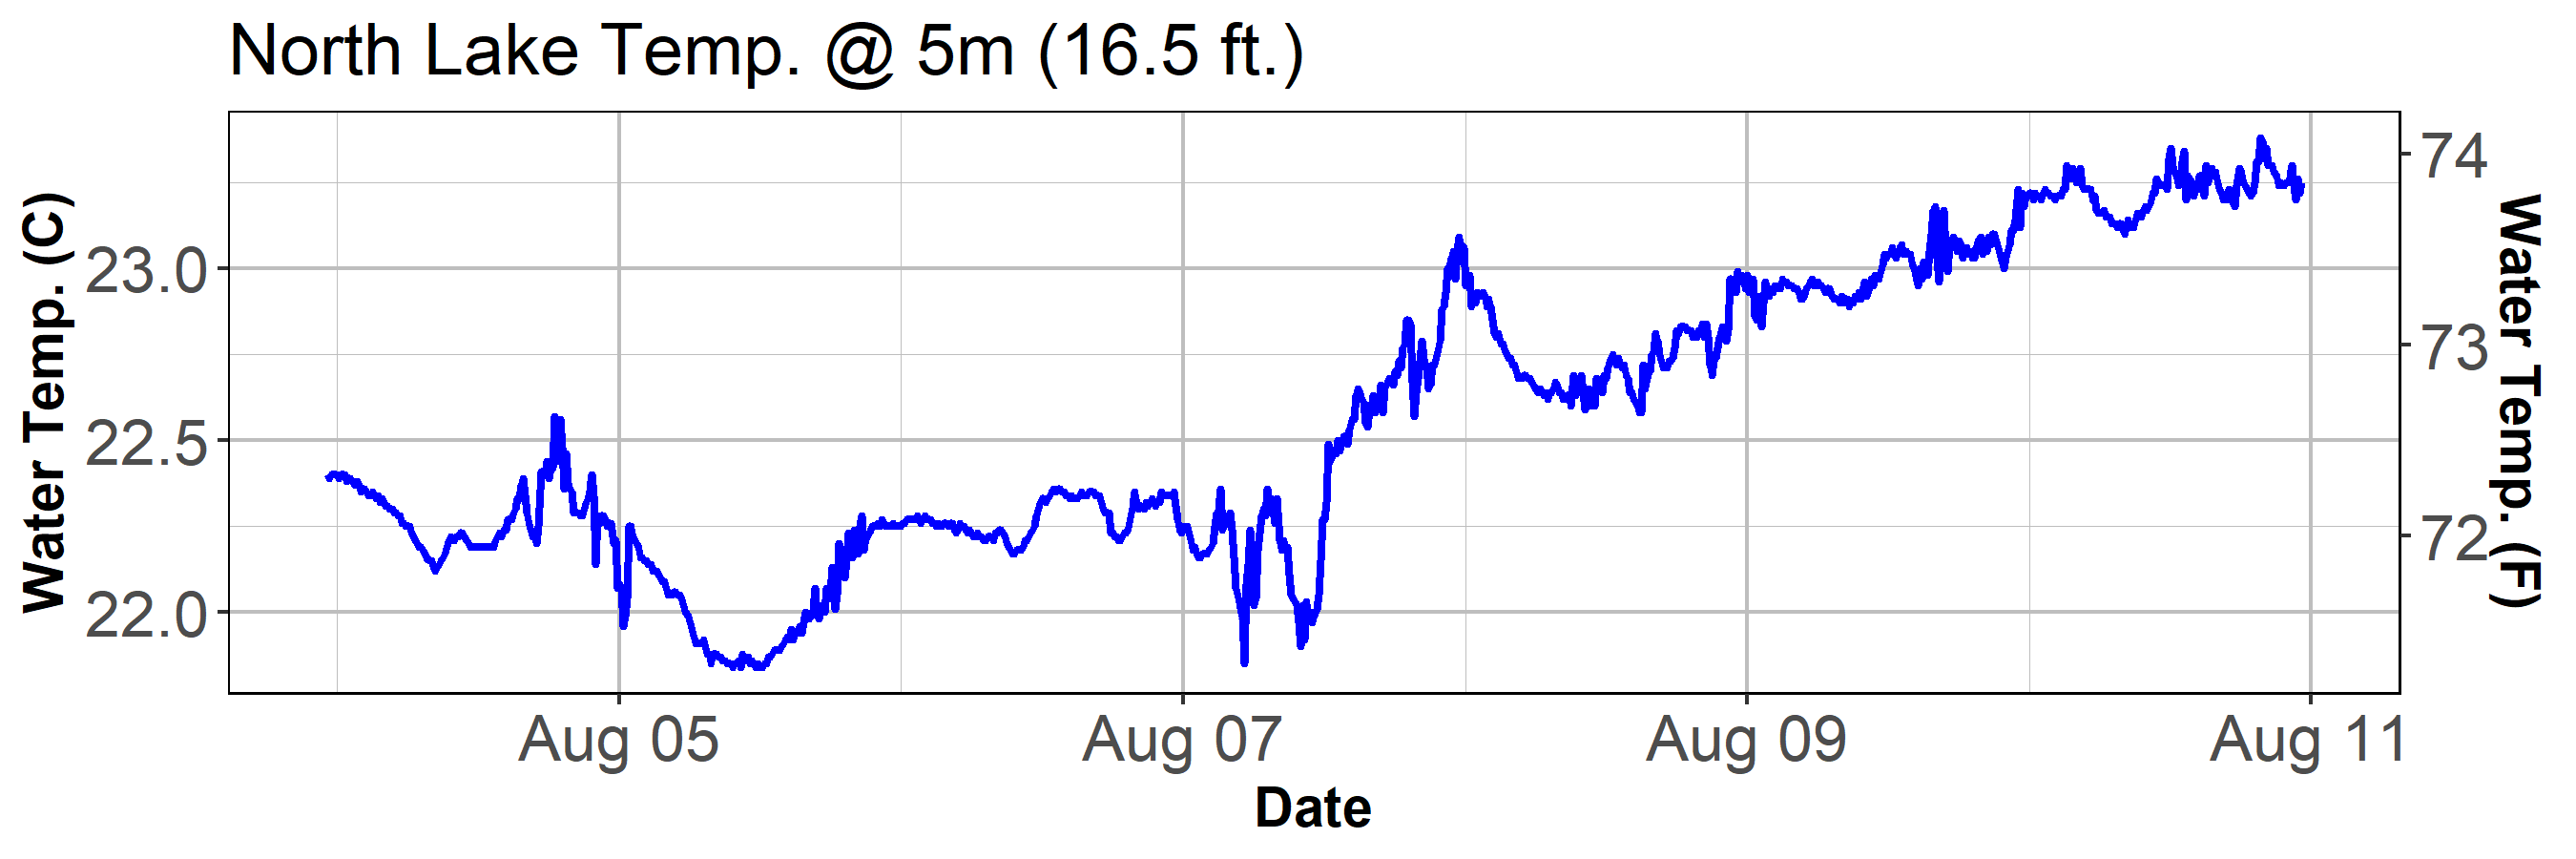 North Lake Temp. @ 5m (16.5 ft.)
Water Temp. (C)
23.0
22.5
22.0
74
73
72
Water Temp. (F)
Aug 05
Aug 07
Aug 09
Aug 11
Date